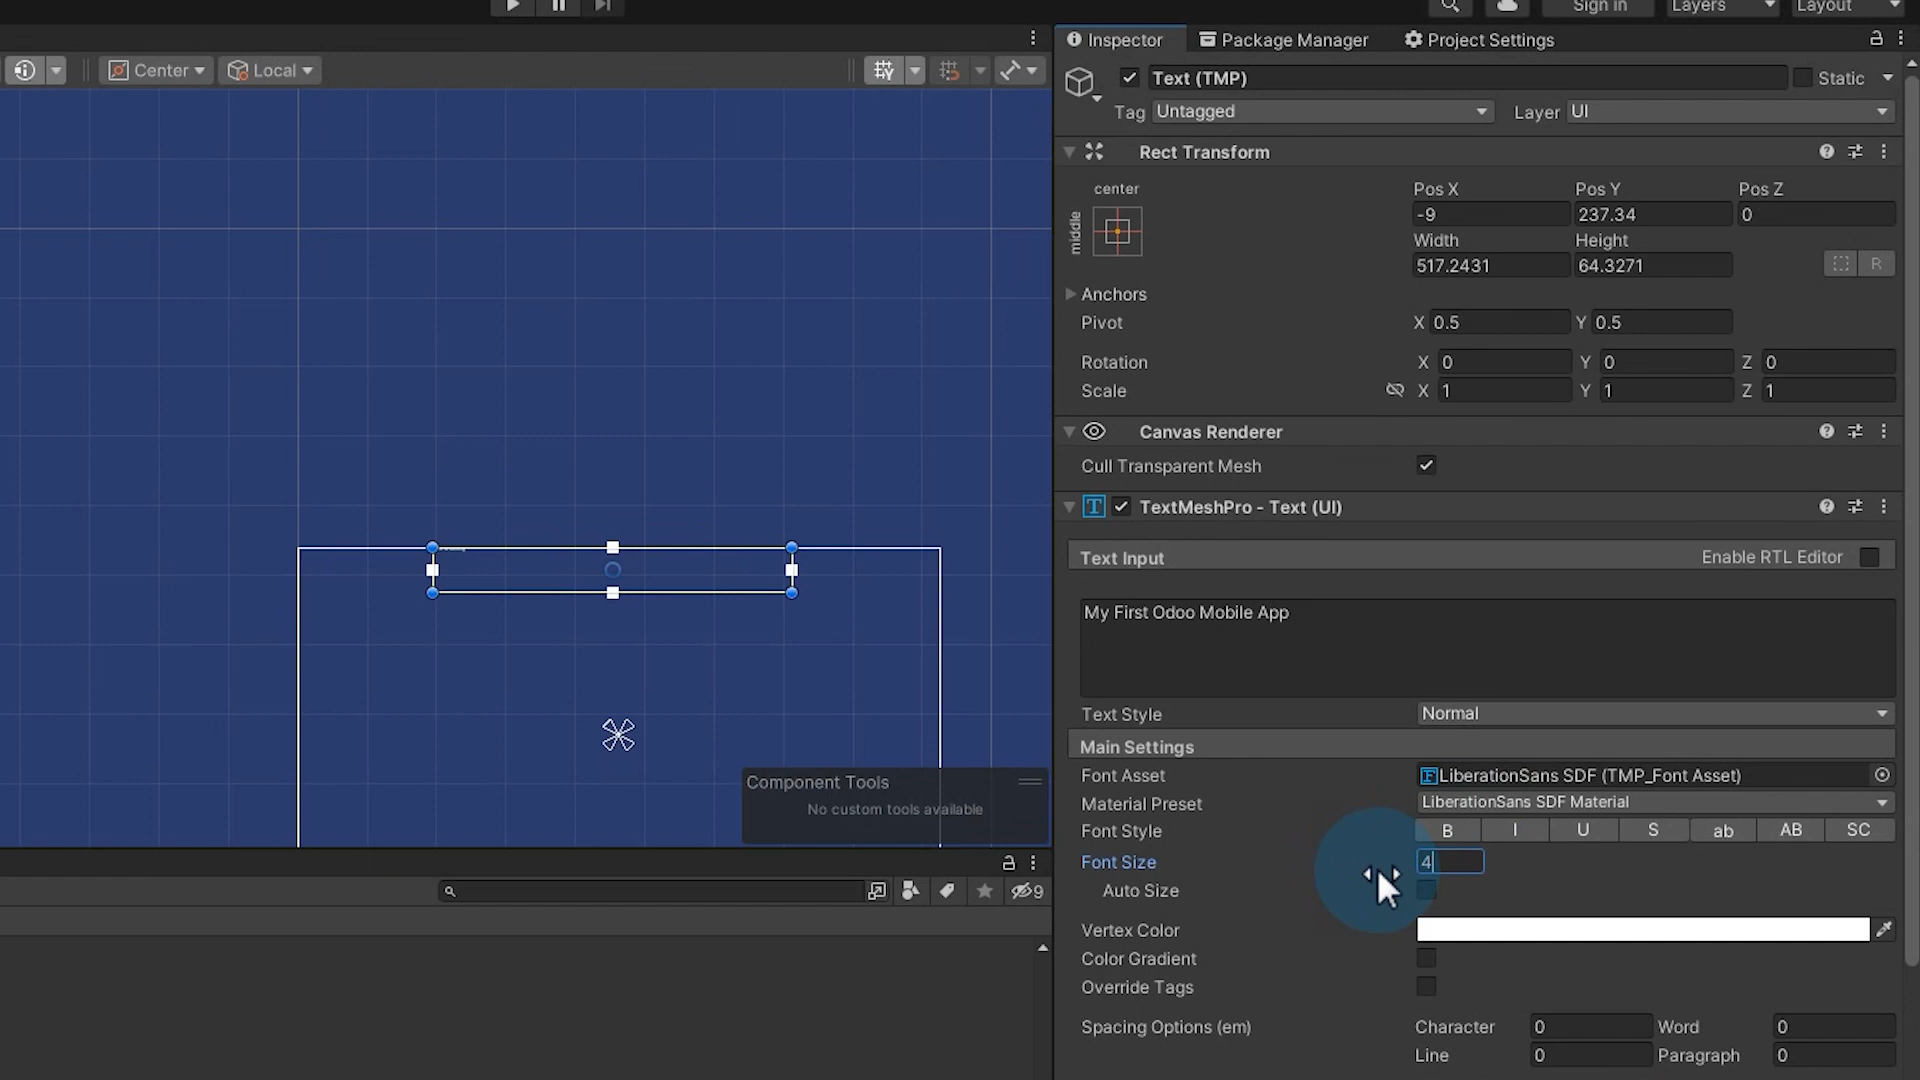 Sign in
Layers
Layout
Inspector
Package Manager
Project Settings
Center
Local
Text (TMP)
Static
Tag Untagged
Layer UI
Rect Transform
center
middle
Pos X Pos Y Pos Z
-9 237.34 0
Width Height
517.2431 64.3271
R
Anchors
Pivot X 0.5 Y 0.5
Rotation X 0 Y 0 Z 0
Scale X 1 Y 1 Z 1
Canvas Renderer
Cull Transparent Mesh
TextMeshPro - Text (UI)
Text Input
Enable RTL Editor
My First Odoo Mobile App
Text Style Normal
Main Settings
Font Asset LiberationSans SDF (TMP_Font Asset)
Material Preset LiberationSans SDF Material
Font Style B I U S ab AB SC
Font Size 4
Auto Size
Vertex Color
Color Gradient
Override Tags
Spacing Options (em) Character 0 Word 0
Line 0 Paragraph 0
Component Tools
No custom tools available
9